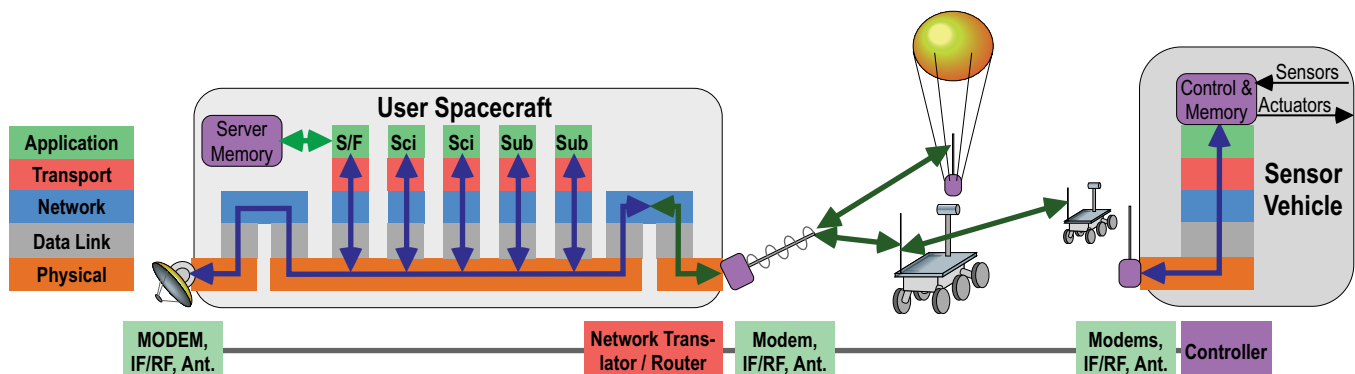 User Spacecraft
Server
Memory
S/F
Sci
Sci
Sub
Sub
Application
Transport
Network
Data Link
Physical
Control &
Memory
Sensors
Actuators
Sensor
Vehicle
MODEM,
IF/RF, Ant.
Network Trans-
lator / Router
Modem,
IF/RF, Ant.
Modems,
IF/RF, Ant.
Controller